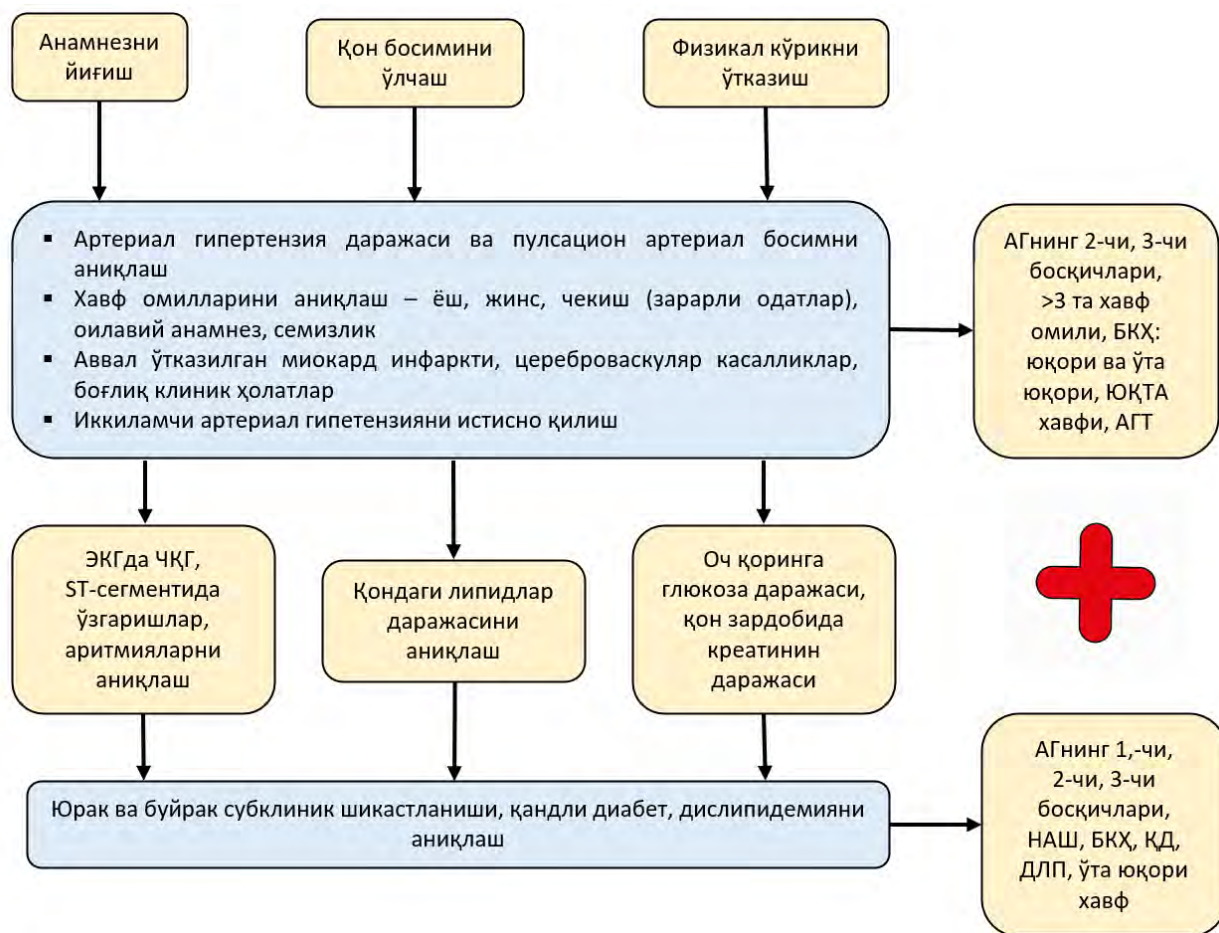 Анамнезни
йиғиш
Қон босимини
ўлчаш
Физикал кўрикни
ўтказиш
▪ Артериал гипертензия даражаси ва пулсацион артериал босимни
аниқлаш
▪ Хавф омилларини аниқлаш – ёш, жинс, чекиш (зарарли одатлар),
оилавий анамнез, семизлик
▪ Аввал ўтказилган миокард инфаркти, цереброваскуляр касалликлар,
боғлиқ клиник ҳолатлар
▪ Иккиламчи артериал гипетензияни истисно қилиш
АГнинг 2-чи, 3-чи
босқичлари,
>3 та хавф
омили, БКҲ:
юқори ва ўта
юқори, ЮҚТА
хавфи, АГТ
ЭКГда ЧҚГ,
ST-сегментида
ўзгаришлар,
аритмияларни
аниқлаш
Қондаги липидлар
даражасини
аниқлаш
Оч қоринга
глюкоза даражаси,
қон зардобида
креатинин
даражаси
Юрак ва буйрак субклиник шикастланиши, қандли диабет, дислипидемияни
аниқлаш
АГнинг 1,-чи,
2-чи, 3-чи
босқичлари,
НАШ, БКҲ, ҚД,
ДЛП, ўта юқори
хавф